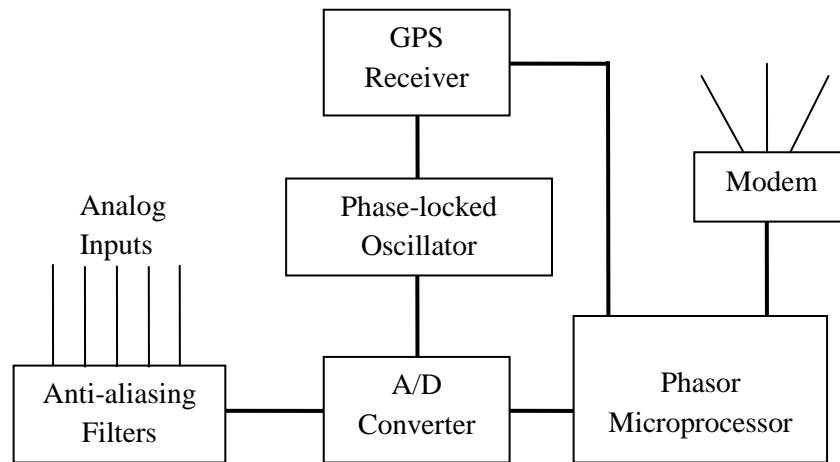 GPS
Receiver
Modem
Analog
Inputs
Phase-locked
Oscillator
Anti-aliasing
Filters
A/D
Converter
Phasor
Microprocessor